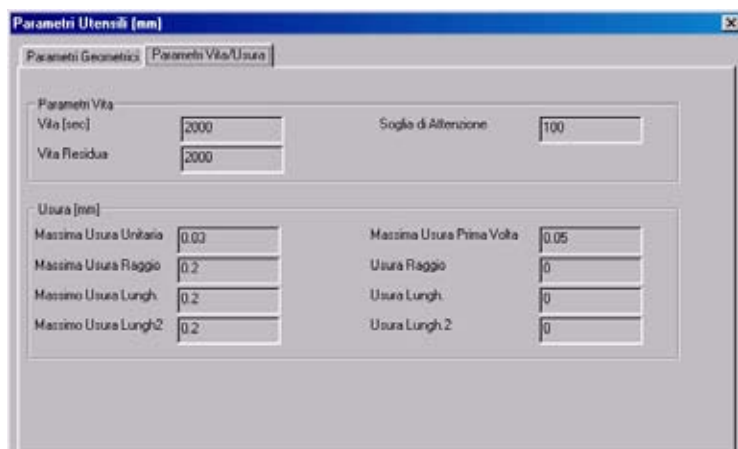 Parametri Utensili [mm]
Parametri Geometrici Parametri Vita/Usura
Parametri Vita
Vita [sec] 2000 Soglia di Attenzione 100
Vita Residua 2000
Usura [mm]
Massima Usura Unitaria 0.03 Massima Usura Prima Volta 0.05
Massima Usura Raggio 0.2 Usura Raggio 0
Massimo Usura Lungh. 0.2 Usura Lungh. 0
Massimo Usura Lungh2 0.2 Usura Lungh.2 0